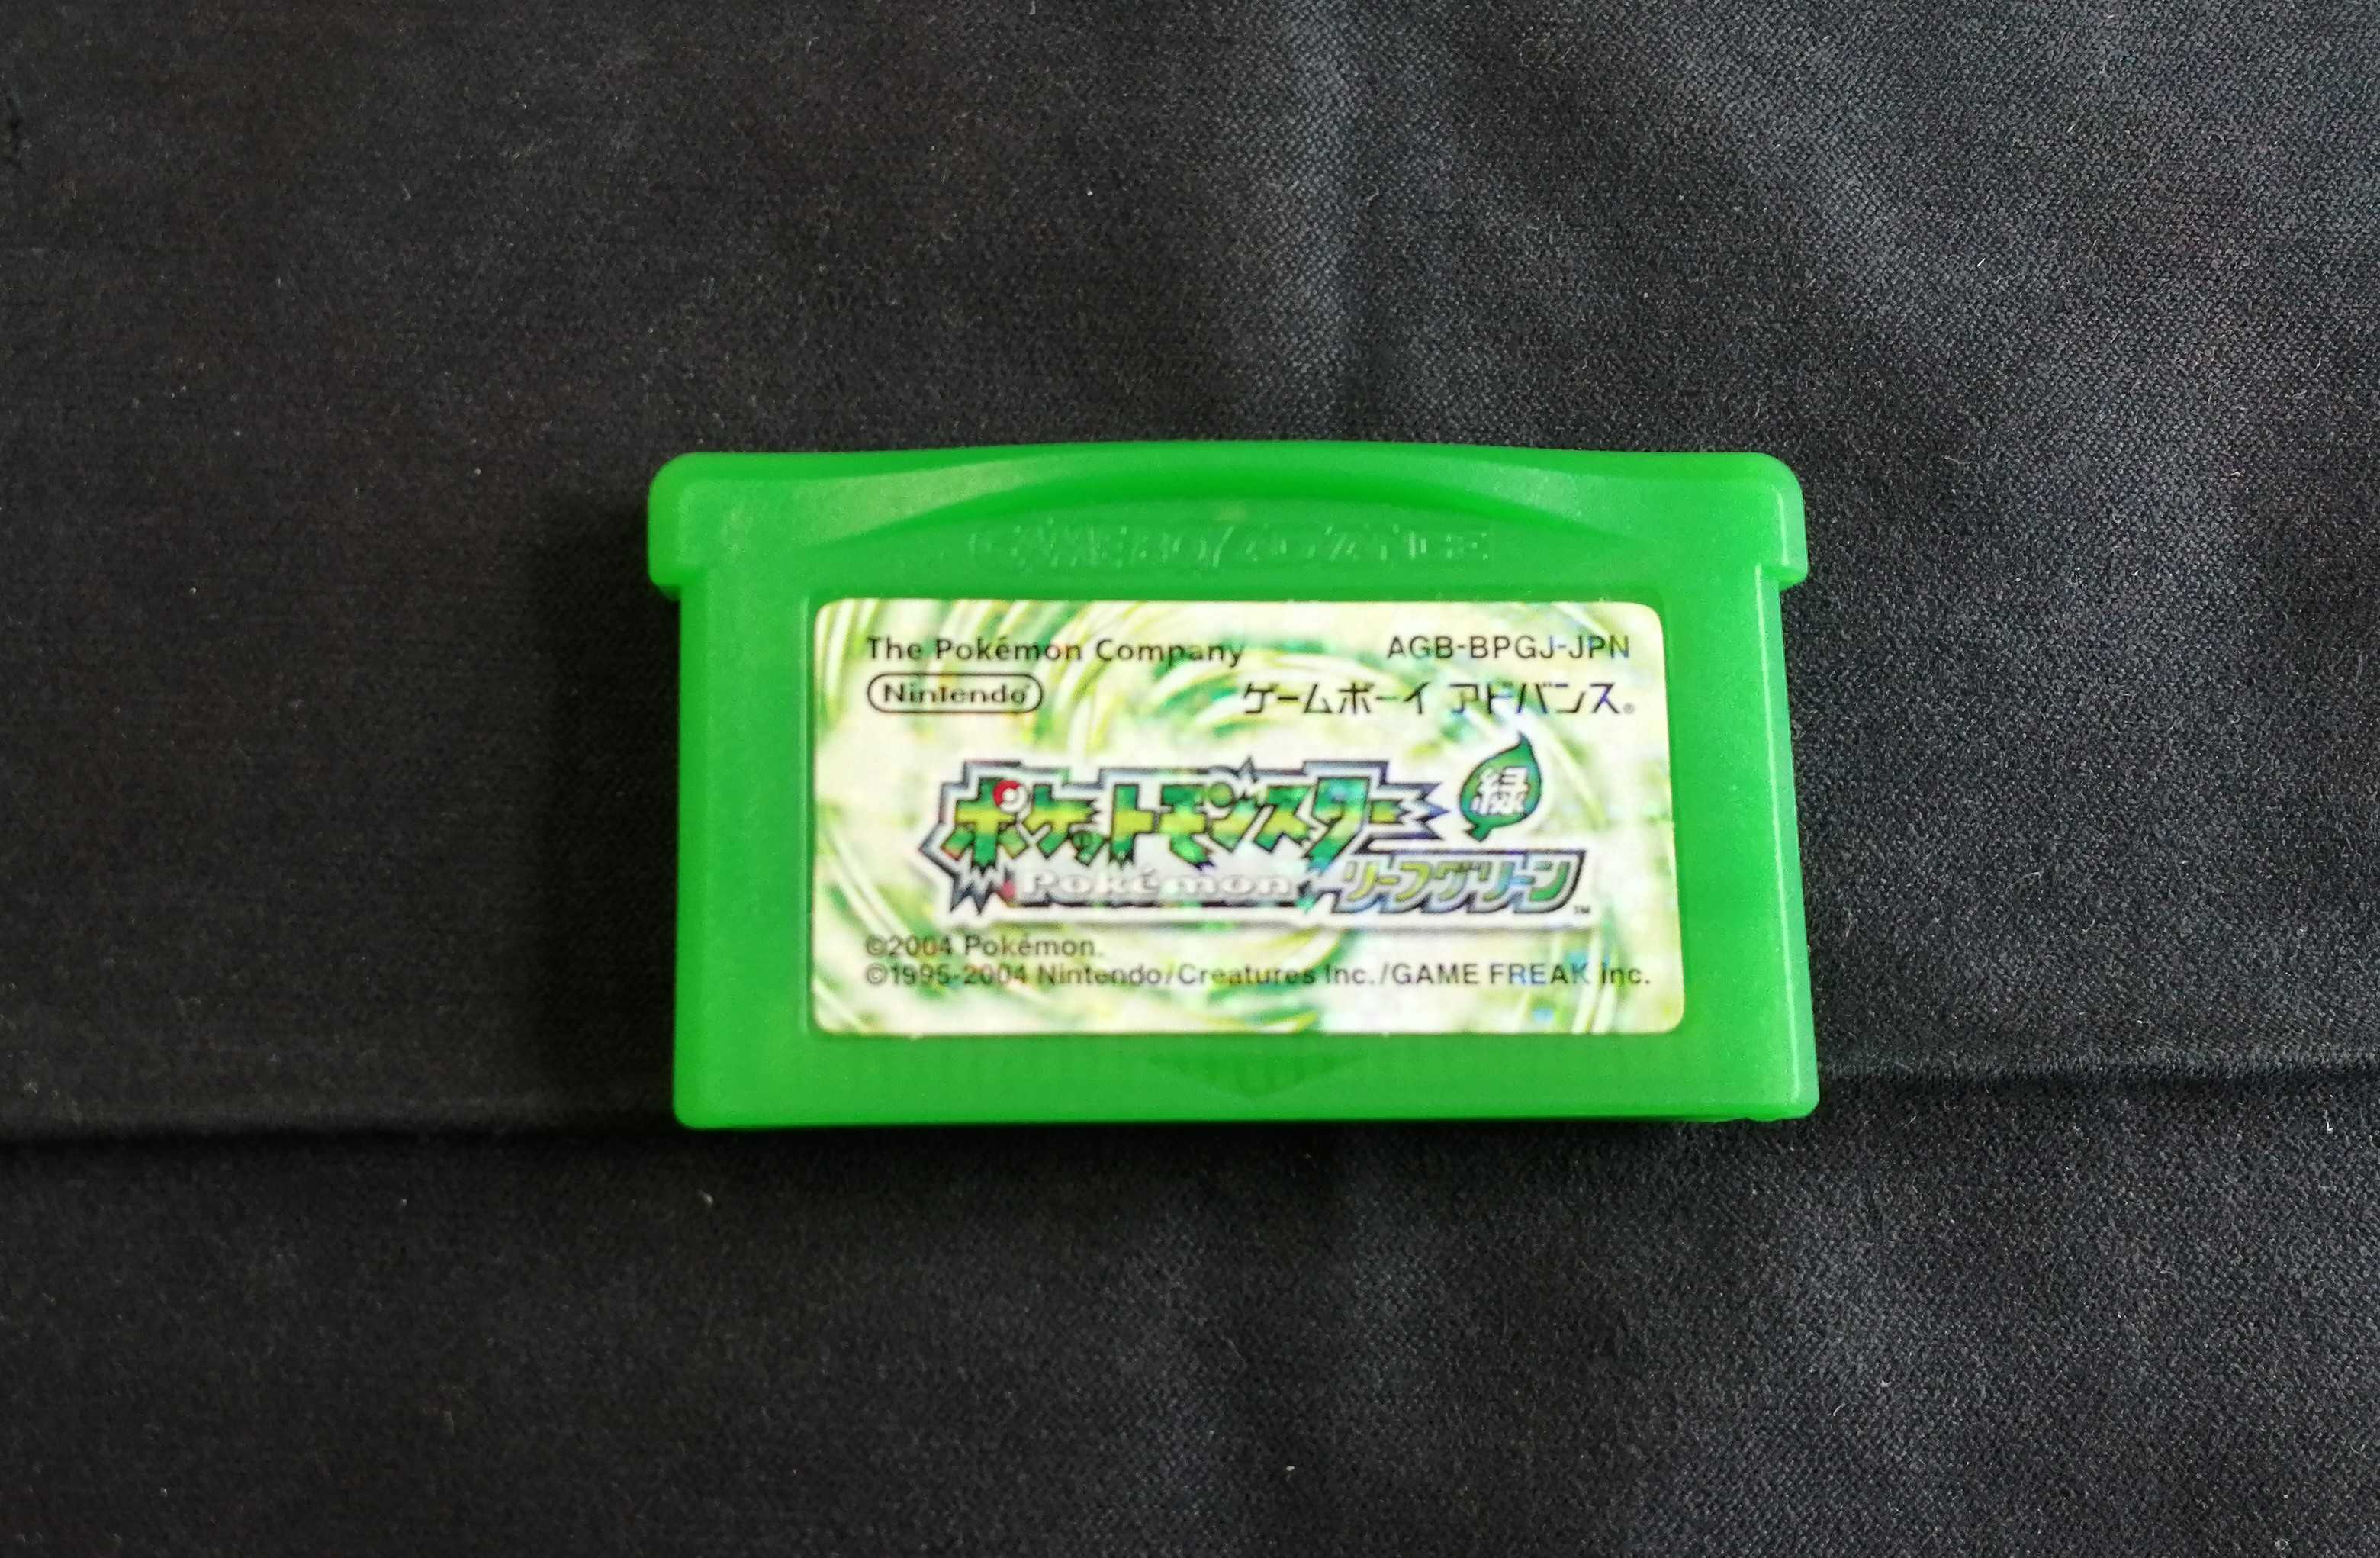 GAME BOY ADVANCE
The Pokémon Company AGB-BPGJ-JPN
Nintendo® ゲームボーイ アドバンス®
ポケットモンスター 緑
Pokémon リーフグリーン™
©2004 Pokémon.
©1995-2004 Nintendo/Creatures Inc./GAME FREAK inc.